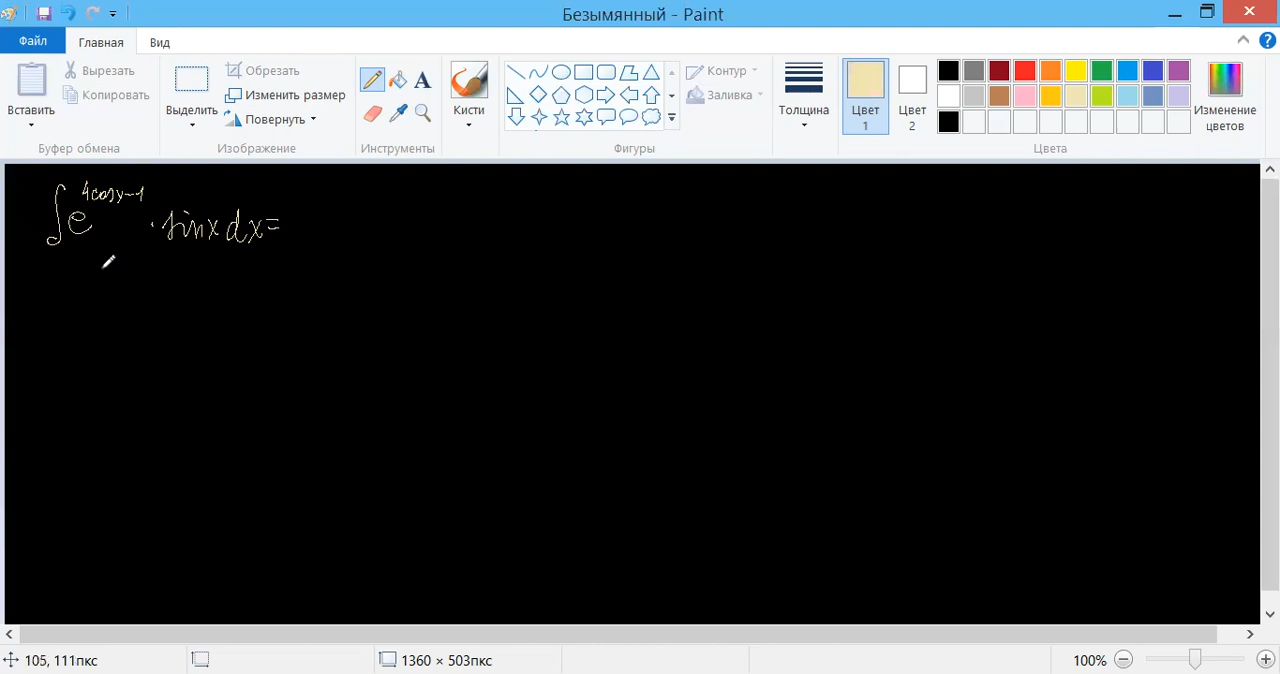 Безымянный - Paint
Файл Главная Вид
Вставить
Вырезать
Копировать
Буфер обмена
Выделить
Обрезать
Изменить размер
Повернуть
Изображение
A
Инструменты
Кисти
Контур
Заливка
Фигуры
Толщина
Цвет 1
Цвет 2
Изменение цветов
Цвета
∫e^{4cosx-1} · sinx dx=
105, 111пкс
1360 × 503пкс
100%